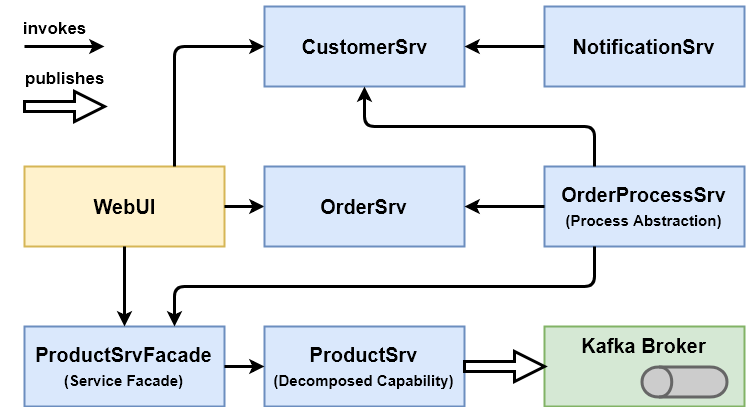 invokes
CustomerSrv
NotificationSrv
publishes
WebUI
OrderSrv
OrderProcessSrv
(Process Abstraction)
ProductSrvFacade
(Service Facade)
ProductSrv
(Decomposed Capability)
Kafka Broker